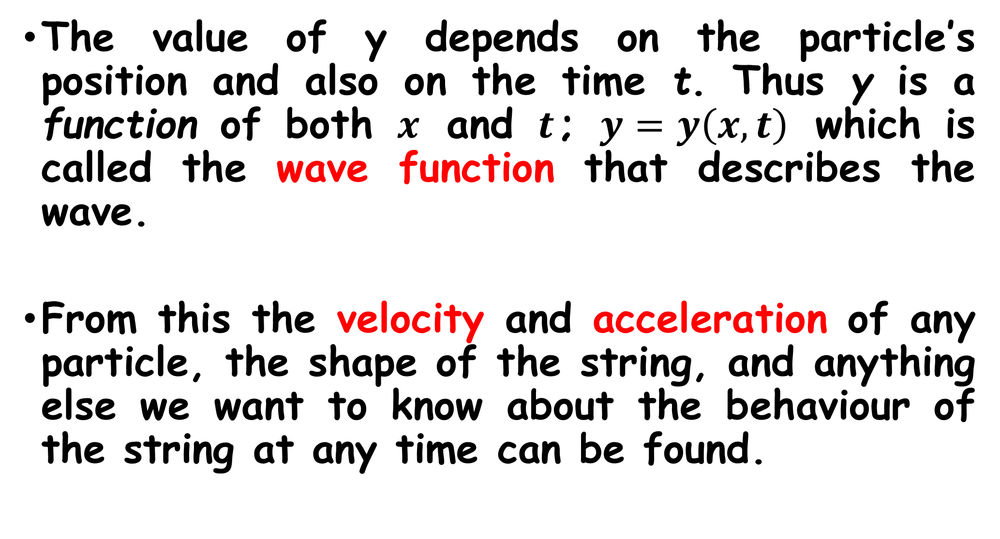 •The value of y depends on the particle’s
position and also on the time t. Thus y is a
function of both x and t; y = y(x, t) which is
called the wave function that describes the
wave.
•From this the velocity and acceleration of any
particle, the shape of the string, and anything
else we want to know about the behaviour of
the string at any time can be found.